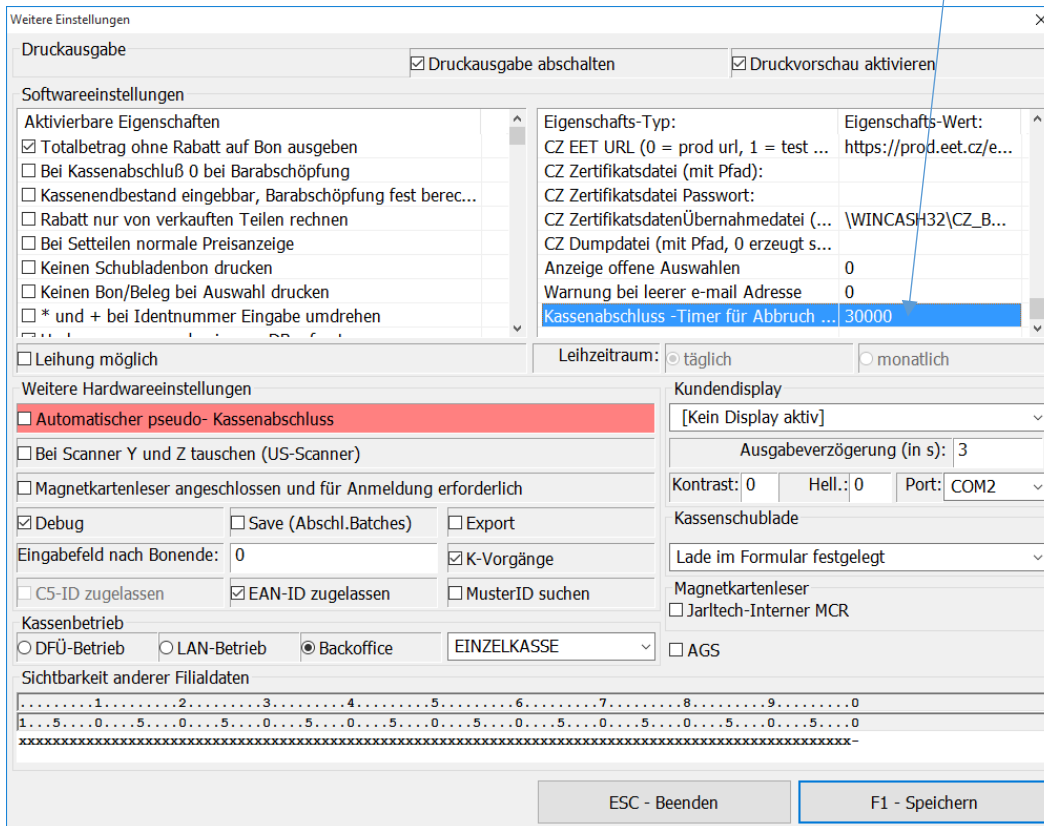 Weitere Einstellungen
Druckausgabe
Druckausgabe abschalten
Druckvorschau aktivieren
Softwareeinstellungen
Aktivierbare Eigenschaften
Totalbetrag ohne Rabatt auf Bon ausgeben
Bei Kassenabschluß 0 bei Barabschöpfung
Kassenendbestand eingebbar, Barabschöpfung fest berec...
Rabatt nur von verkauften Teilen rechnen
Bei Setteilen normale Preisanzeige
Keinen Schubladenbon drucken
Keinen Bon/Beleg bei Auswahl drucken
* und + bei Identnummer Eingabe umdrehen
Eigenschafts-Typ: Eigenschafts-Wert:
CZ EET URL (0 = prod url, 1 = test ... https://prod.eet.cz/e...
CZ Zertifikatsdatei (mit Pfad):
CZ Zertifikatsdatei Passwort:
CZ ZertifikatsdatenÜbernahmedatei (... \WINCASH32\CZ_B...
CZ Dumpdatei (mit Pfad, 0 erzeugt s...
Anzeige offene Auswahlen 0
Warnung bei leerer e-mail Adresse 0
Kassenabschluss -Timer für Abbruch ... 30000
Leihung möglich
Leihzeitraum: täglich monatlich
Weitere Hardwareeinstellungen
Automatischer pseudo- Kassenabschluss
Bei Scanner Y und Z tauschen (US-Scanner)
Magnetkartenleser angeschlossen und für Anmeldung erforderlich
Debug Save (Abschl.Batches) Export
Eingabefeld nach Bonende: 0 K-Vorgänge
C5-ID zugelassen EAN-ID zugelassen MusterID suchen
Kundendisplay
[Kein Display aktiv]
Ausgabeverzögerung (in s): 3
Kontrast: 0 Hell.: 0 Port: COM2
Kassenschublade
Lade im Formular festgelegt
Magnetkartenleser
Jarltech-Interner MCR
Kassenbetrieb
DFÜ-Betrieb LAN-Betrieb Backoffice EINZELKASSE
AGS
Sichtbarkeit anderer Filialdaten
.........1.........2.........3.........4.........5.........6.........7.........8.........9.........0
1...5....0....5....0....5....0....5....0....5....0....5....0....5....0....5....0....5....0....5....0
xxxxxxxxxxxxxxxxxxxxxxxxxxxxxxxxxxxxxxxxxxxxxxxxxxxxxxxxxxxxxxxxxxxxxxxxxxxxxxxxxxxxxxxxxxxxxxxxxxx-
ESC - Beenden
F1 - Speichern